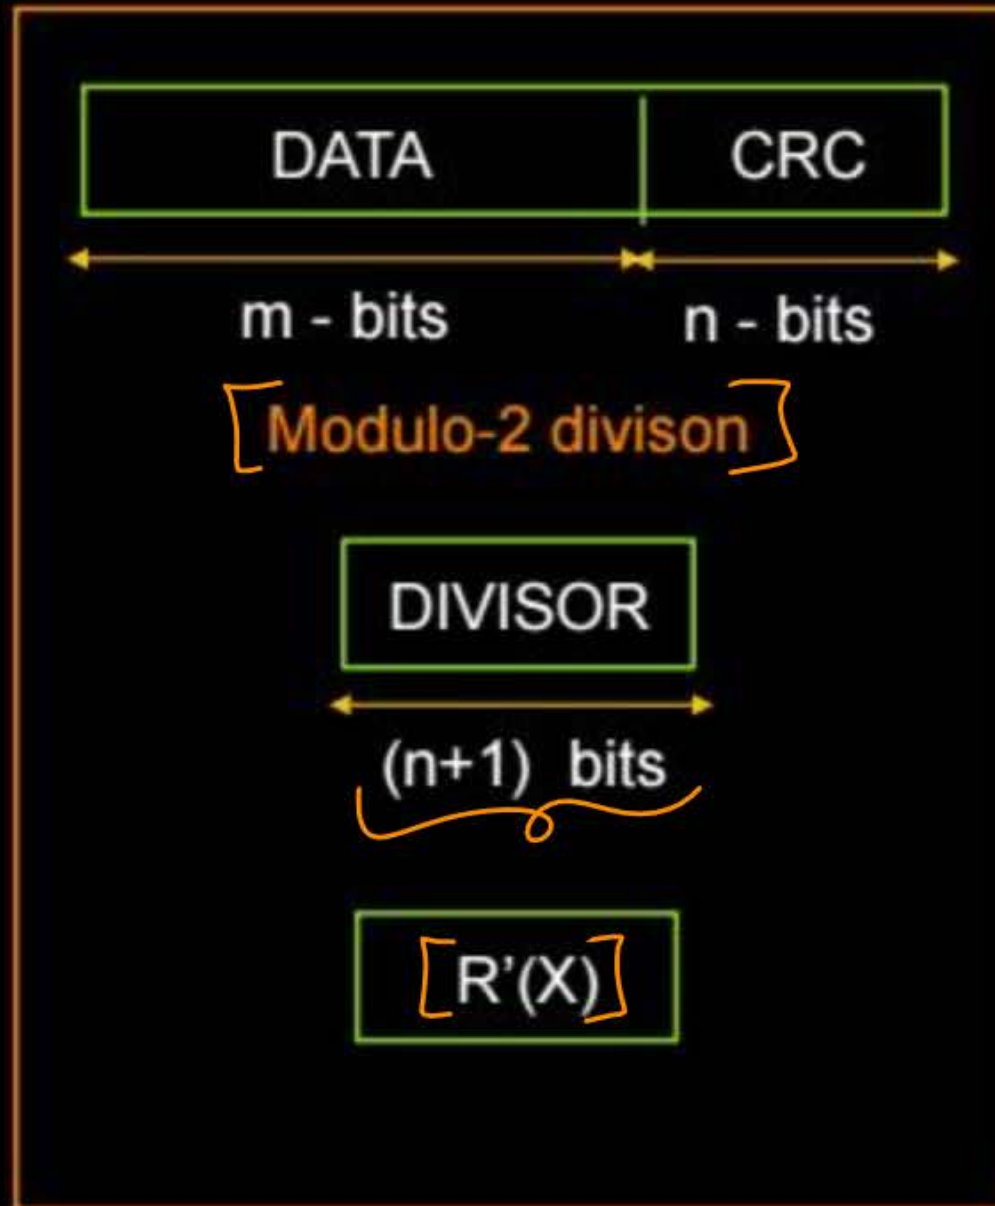 DATA CRC
m - bits n - bits
[Modulo-2 divison]
DIVISOR
(n+1) bits
[R'(X)]